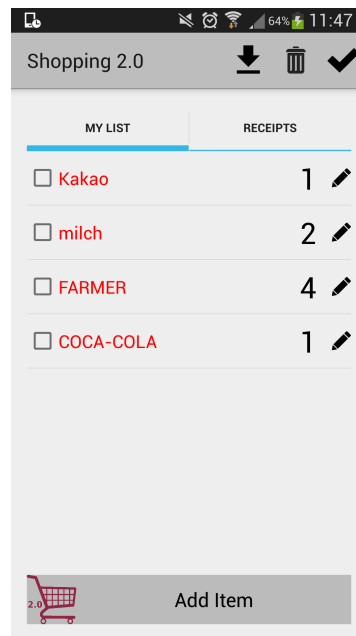 64% 11:47
Shopping 2.0
MY LIST RECEIPTS
Kakao 1
milch 2
FARMER 4
COCA-COLA 1
2.0 Add Item